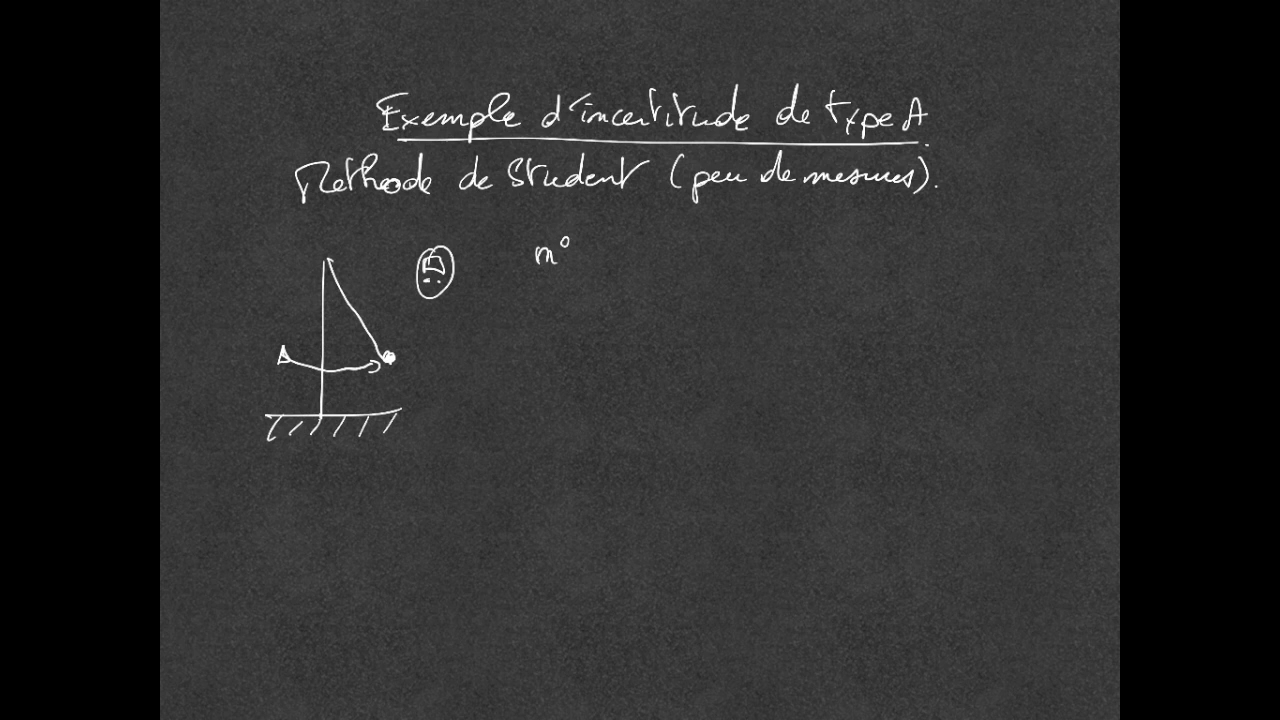 Exemple d'incertitude de type A.
Méthode de Student (peu de mesures).
m°